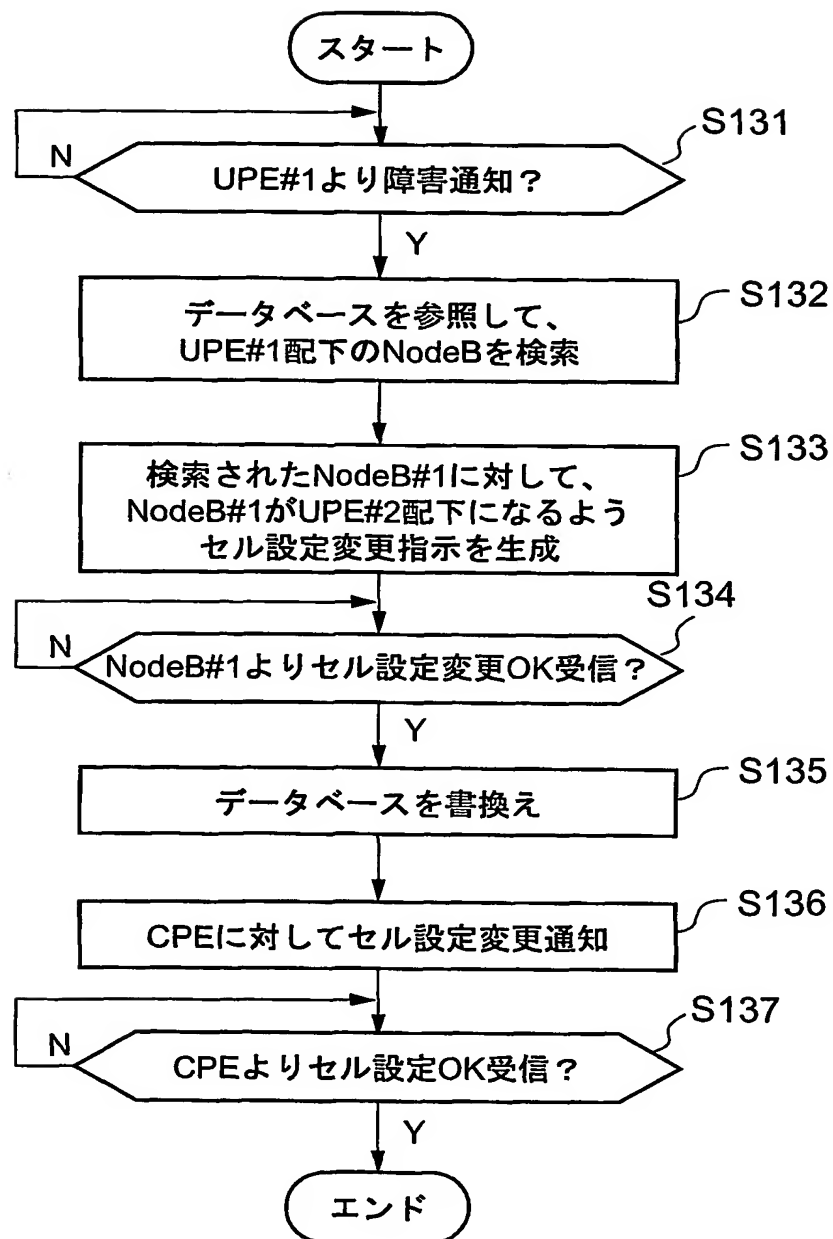 スタート
S131
N
UPE#1より障害通知？
Y
S132
データベースを参照して、
UPE#1配下のNodeBを検索
S133
検索されたNodeB#1に対して、
NodeB#1がUPE#2配下になるよう
セル設定変更指示を生成
S134
N
NodeB#1よりセル設定変更OK受信？
Y
S135
データベースを書換え
S136
CPEに対してセル設定変更通知
S137
N
CPEよりセル設定OK受信？
Y
エンド